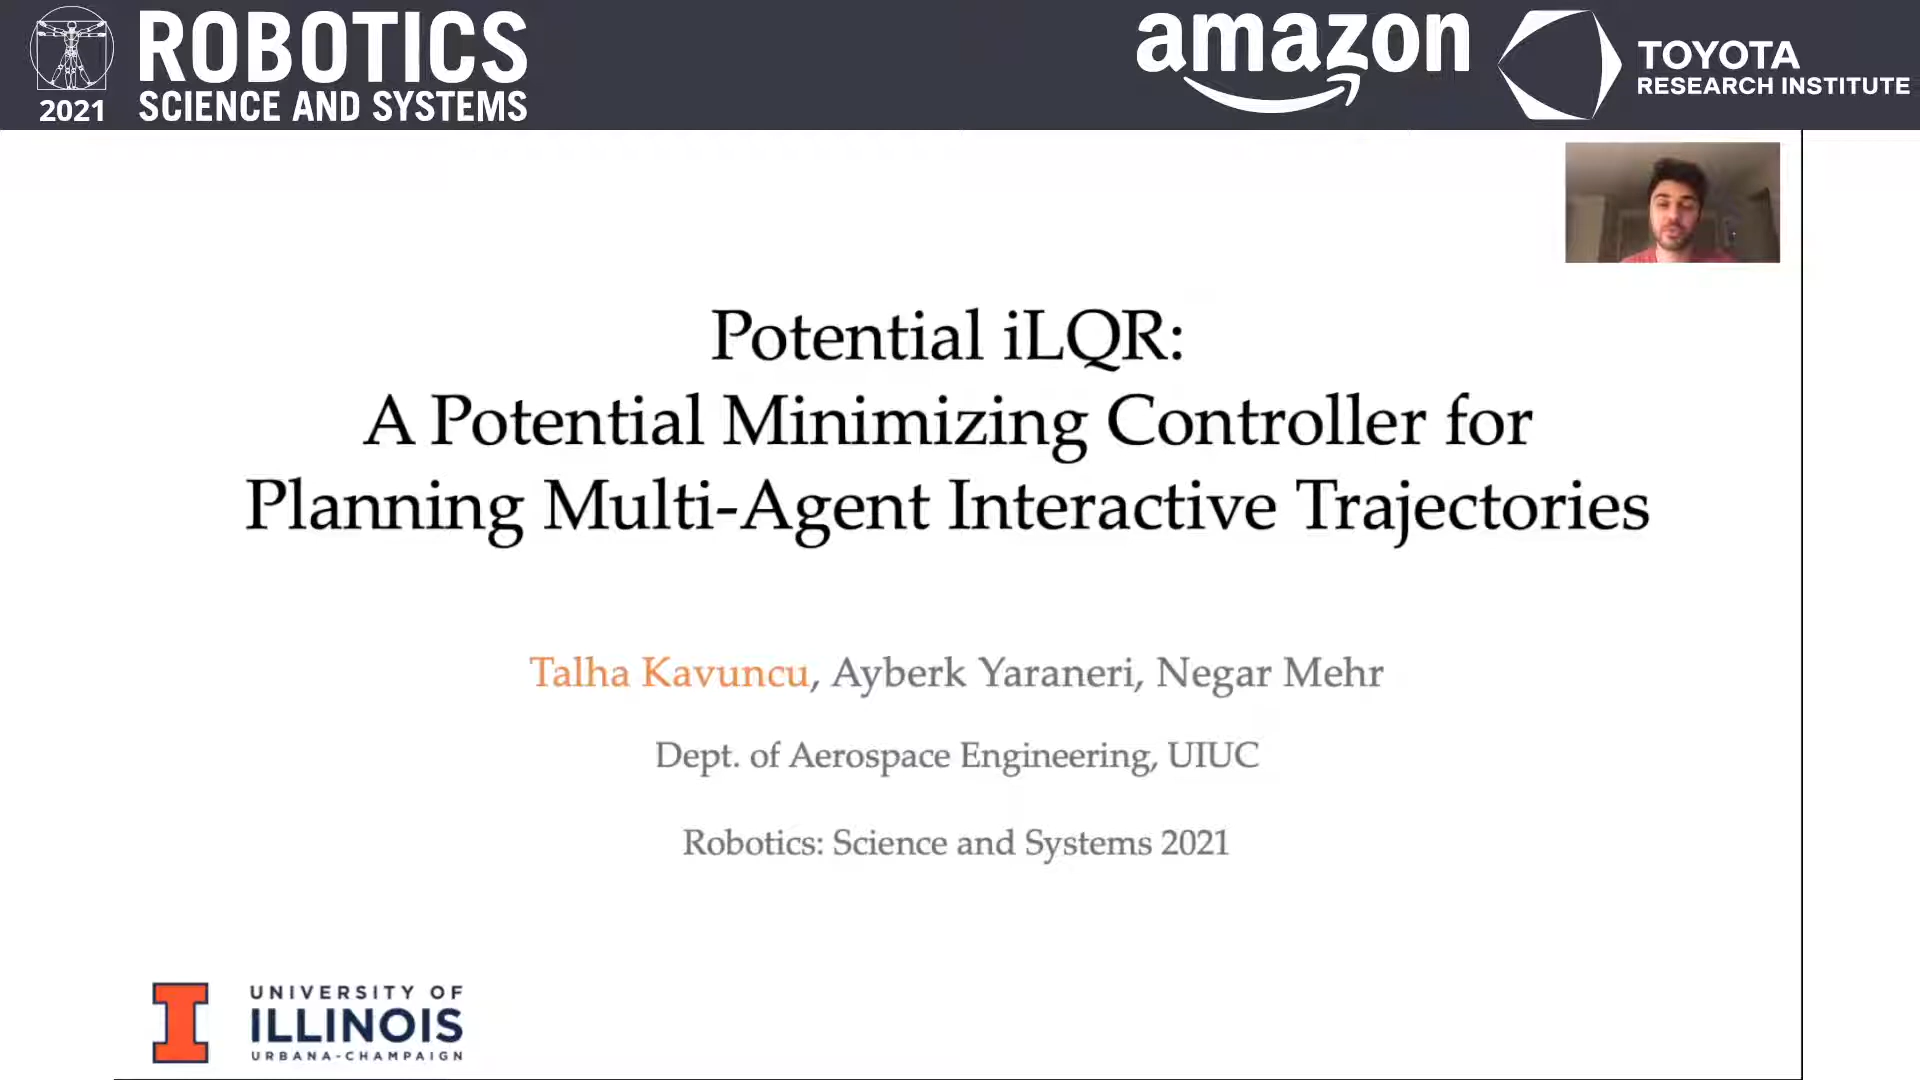 2021
ROBOTICS
SCIENCE AND SYSTEMS
amazon
TOYOTA
RESEARCH INSTITUTE
Potential iLQR:
A Potential Minimizing Controller for
Planning Multi-Agent Interactive Trajectories
Talha Kavuncu, Ayberk Yaraneri, Negar Mehr
Dept. of Aerospace Engineering, UIUC
Robotics: Science and Systems 2021
UNIVERSITY OF
ILLINOIS
URBANA-CHAMPAIGN